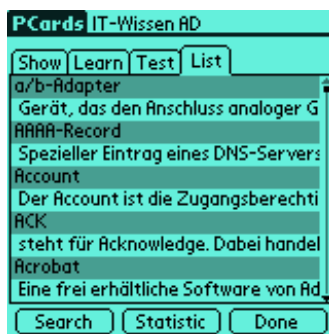 PCards IT-Wissen AD
Show Learn Test List
a/b-Adapter
Gerät, das den Anschluss analoger G
AAAA-Record
Spezieller Eintrag eines DNS-Servers
Account
Der Account ist die Zugangsberechti
ACK
steht für Acknowledge. Dabei handel
Acrobat
Eine frei erhältliche Software von Ad
Search Statistic Done